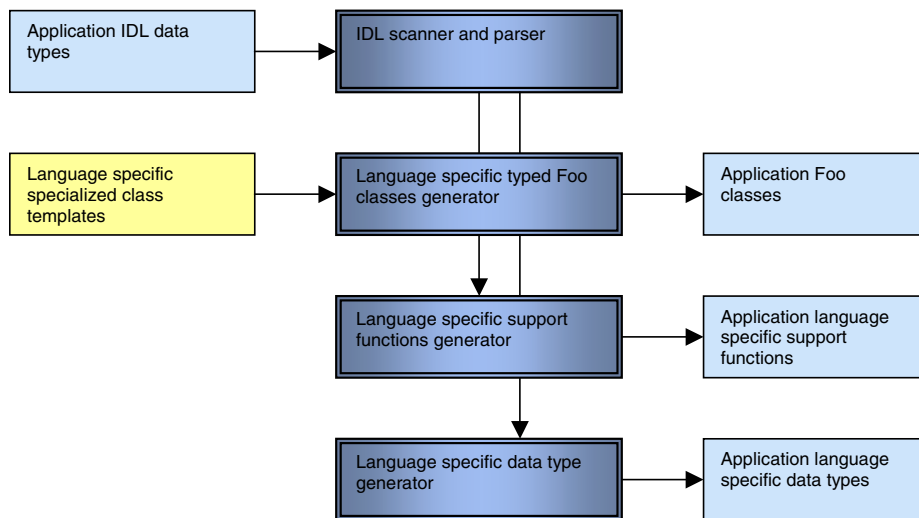 Application IDL data
types
IDL scanner and parser
Language specific
specialized class
templates
Language specific typed Foo
classes generator
Application Foo
classes
Language specific support
functions generator
Application language
specific support
functions
Language specific data type
generator
Application language
specific data types